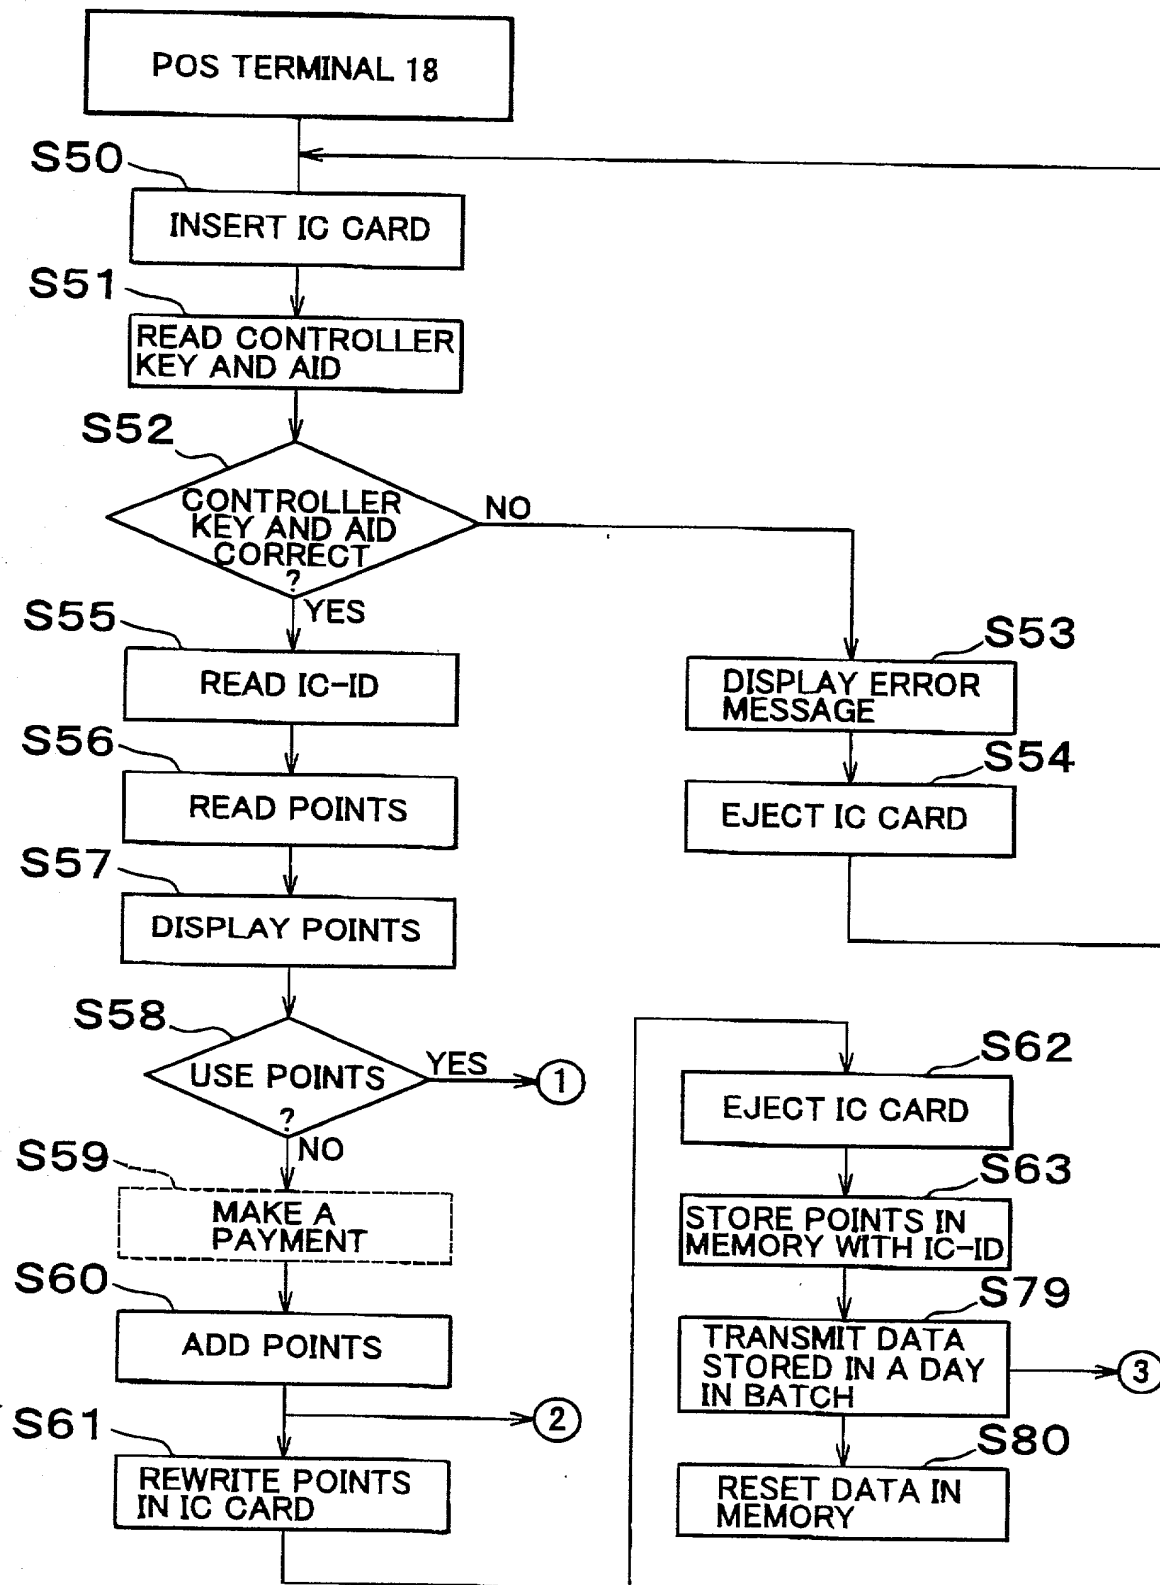 POS TERMINAL 18
S50
INSERT IC CARD
S51
READ CONTROLLER
KEY AND AID
S52
CONTROLLER
KEY AND AID
CORRECT
?
NO
YES
S55
READ IC-ID
S53
DISPLAY ERROR
MESSAGE
S56
READ POINTS
S54
EJECT IC CARD
S57
DISPLAY POINTS
S58
USE POINTS
?
YES
1
NO
S59
MAKE A
PAYMENT
S60
ADD POINTS
2
S61
REWRITE POINTS
IN IC CARD
S62
EJECT IC CARD
S63
STORE POINTS IN
MEMORY WITH IC-ID
S79
TRANSMIT DATA
STORED IN A DAY
IN BATCH
3
S80
RESET DATA IN
MEMORY